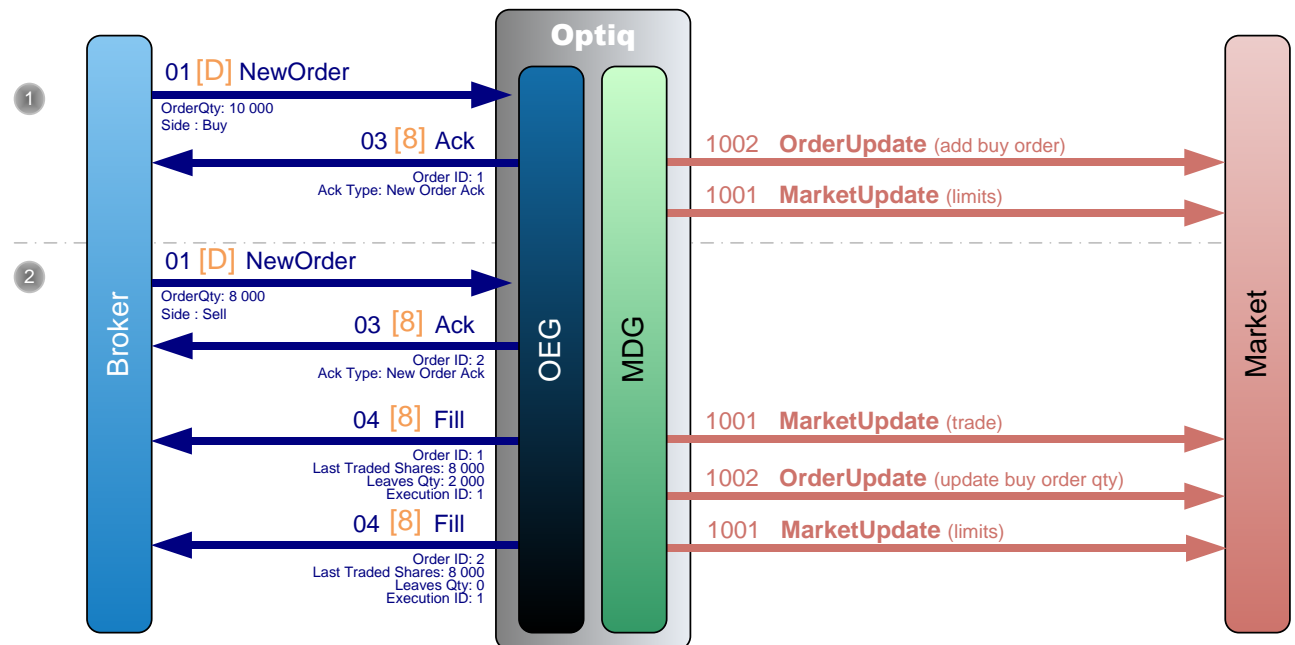 Optiq
1
01 [D] NewOrder
OrderQty: 10 000
Side : Buy
03 [8] Ack
Order ID: 1
Ack Type: New Order Ack
1002 OrderUpdate (add buy order)
1001 MarketUpdate (limits)
2
01 [D] NewOrder
OrderQty: 8 000
Side : Sell
03 [8] Ack
Order ID: 2
Ack Type: New Order Ack
Broker
OEG
MDG
Market
04 [8] Fill
Order ID: 1
Last Traded Shares: 8 000
Leaves Qty: 2 000
Execution ID: 1
1001 MarketUpdate (trade)
1002 OrderUpdate (update buy order qty)
04 [8] Fill
Order ID: 2
Last Traded Shares: 8 000
Leaves Qty: 0
Execution ID: 1
1001 MarketUpdate (limits)